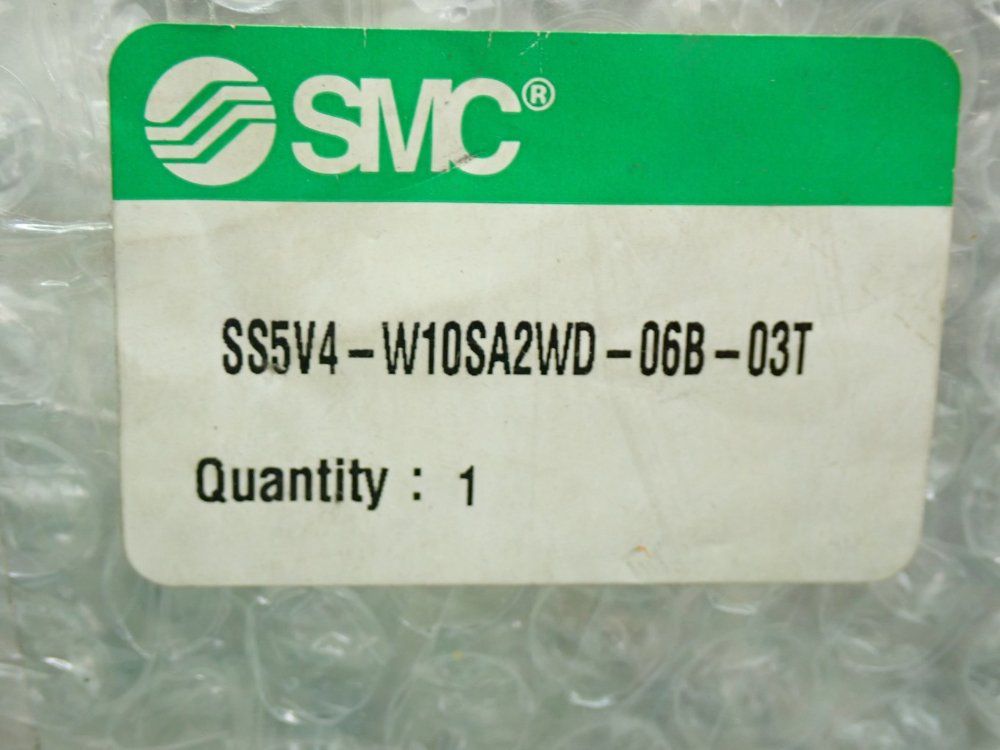 SMC®
SS5V4-W10SA2WD-06B-03T
Quantity : 1